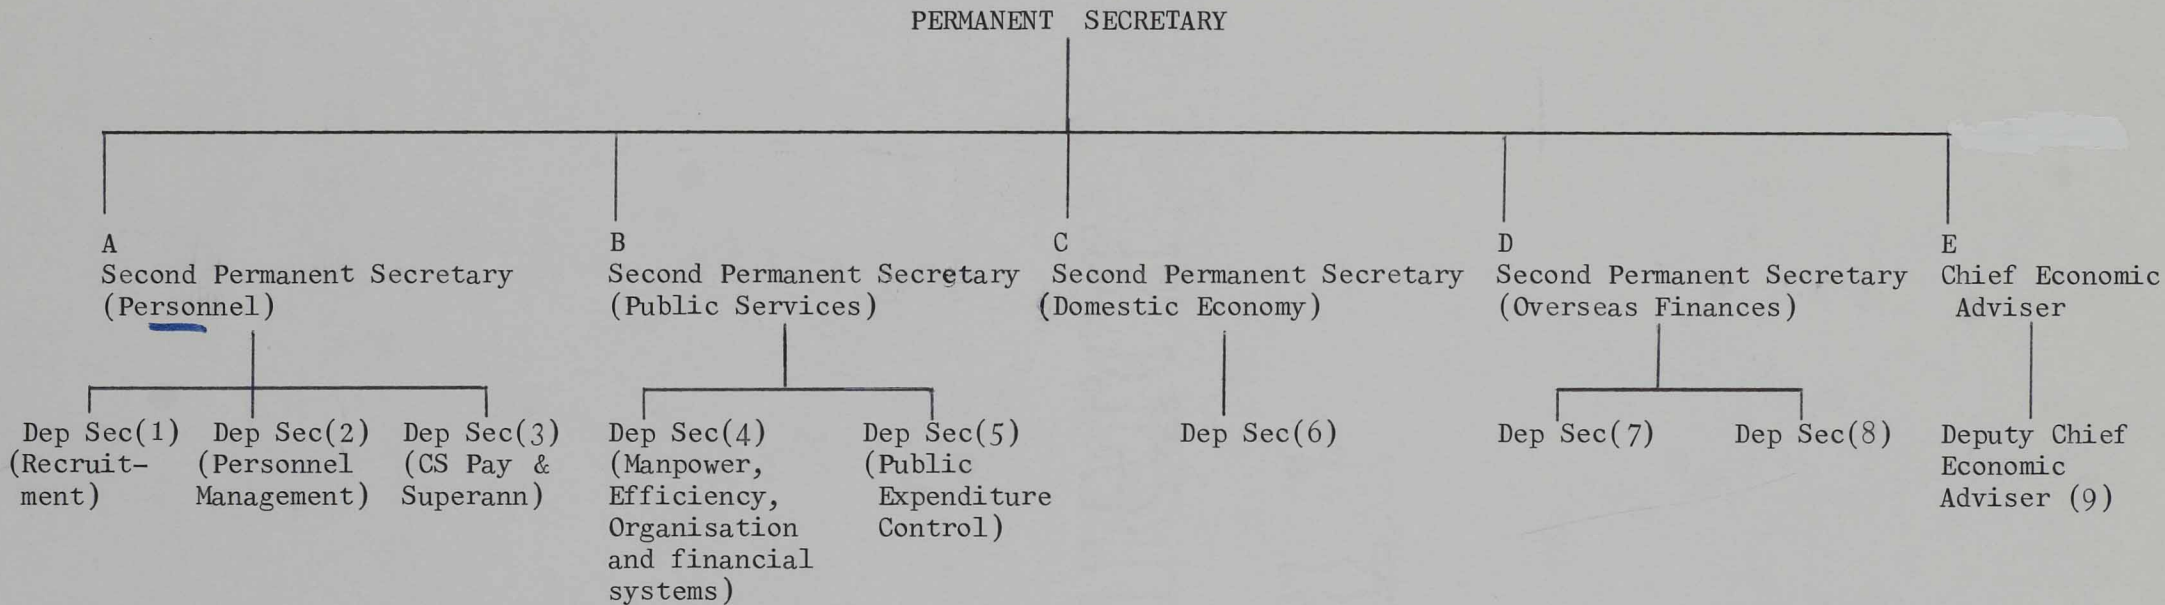 PERMANENT SECRETARY
A
Second Permanent Secretary
(Personnel)
B
Second Permanent Secretary
(Public Services)
C
Second Permanent Secretary
(Domestic Economy)
D
Second Permanent Secretary
(Overseas Finances)
E
Chief Economic
Adviser
Dep Sec(1)
(Recruit-
ment)
Dep Sec(2)
(Personnel
Management)
Dep Sec(3)
(CS Pay &
Superann)
Dep Sec(4)
(Manpower,
Efficiency,
Organisation
and financial
systems)
Dep Sec(5)
(Public
Expenditure
Control)
Dep Sec(6)
Dep Sec(7)
Dep Sec(8)
Deputy Chief
Economic
Adviser (9)